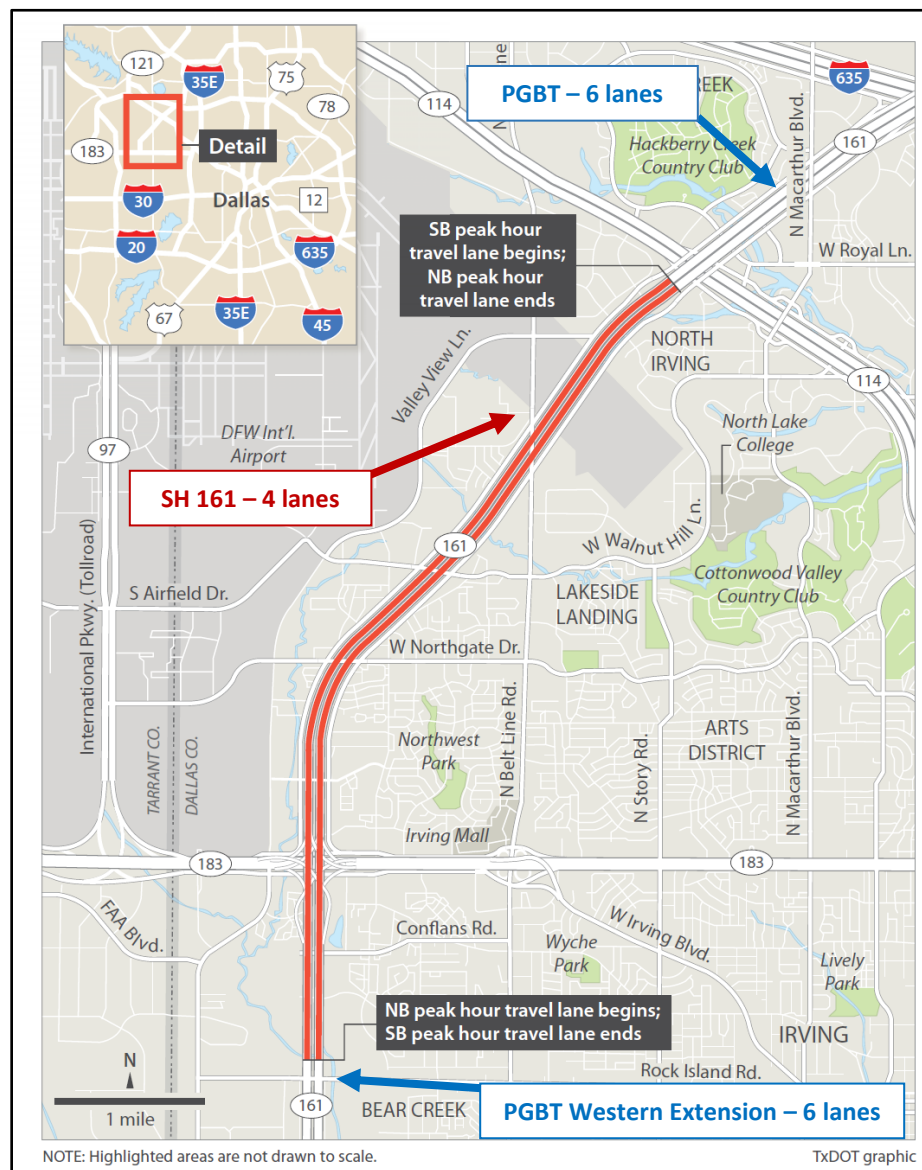 121
35E
75
78
183
Detail
30
Dallas
12
20
635
67
35E
45
114
PGBT – 6 lanes
635
161
Hackberry Creek
Country Club
N Macarthur Blvd.
SB peak hour
travel lane begins;
NB peak hour
travel lane ends
W Royal Ln.
NORTH
IRVING
114
Valley View Ln.
DFW Int'l.
Airport
97
North Lake
College
SH 161 – 4 lanes
161
W Walnut Hill Ln.
International Pkwy. (Tollroad)
S Airfield Dr.
LAKESIDE
LANDING
Cottonwood Valley
Country Club
W Northgate Dr.
TARRANT CO.
DALLAS CO.
Northwest
Park
N Belt Line Rd.
N Story Rd.
ARTS
DISTRICT
N Macarthur Blvd.
Irving Mall
183
183
FAA Blvd.
Conflans Rd.
W Irving Blvd.
Wyche
Park
Lively
Park
NB peak hour travel lane begins;
SB peak hour travel lane ends
IRVING
N
Rock Island Rd.
1 mile
161
BEAR CREEK
PGBT Western Extension – 6 lanes
NOTE: Highlighted areas are not drawn to scale.
TxDOT graphic